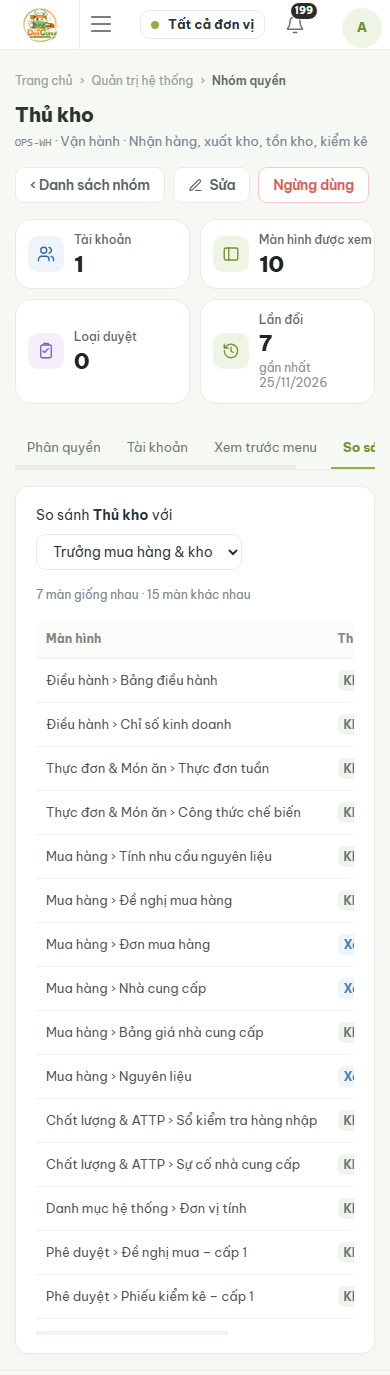 Tất cả đơn vị
199
A
Trang chủ › Quản trị hệ thống › Nhóm quyền
Thủ kho
OPS-WH · Vận hành · Nhận hàng, xuất kho, tồn kho, kiểm kê
‹ Danh sách nhóm
Sửa
Ngừng dùng
Tài khoản
1
Màn hình được xem
10
Loại duyệt
0
Lần đổi
7
gần nhất
25/11/2026
Phân quyền
Tài khoản
Xem trước menu
So sá
So sánh Thủ kho với
Trưởng mua hàng & kho
7 màn giống nhau · 15 màn khác nhau
Màn hình
Th
Điều hành › Bảng điều hành
Điều hành › Chỉ số kinh doanh
Thực đơn & Món ăn › Thực đơn tuần
Thực đơn & Món ăn › Công thức chế biến
Mua hàng › Tính nhu cầu nguyên liệu
Mua hàng › Đề nghị mua hàng
Mua hàng › Đơn mua hàng
Mua hàng › Nhà cung cấp
Mua hàng › Bảng giá nhà cung cấp
Mua hàng › Nguyên liệu
Chất lượng & ATTP › Sổ kiểm tra hàng nhập
Chất lượng & ATTP › Sự cố nhà cung cấp
Danh mục hệ thống › Đơn vị tính
Phê duyệt › Đề nghị mua – cấp 1
Phê duyệt › Phiếu kiểm kê – cấp 1